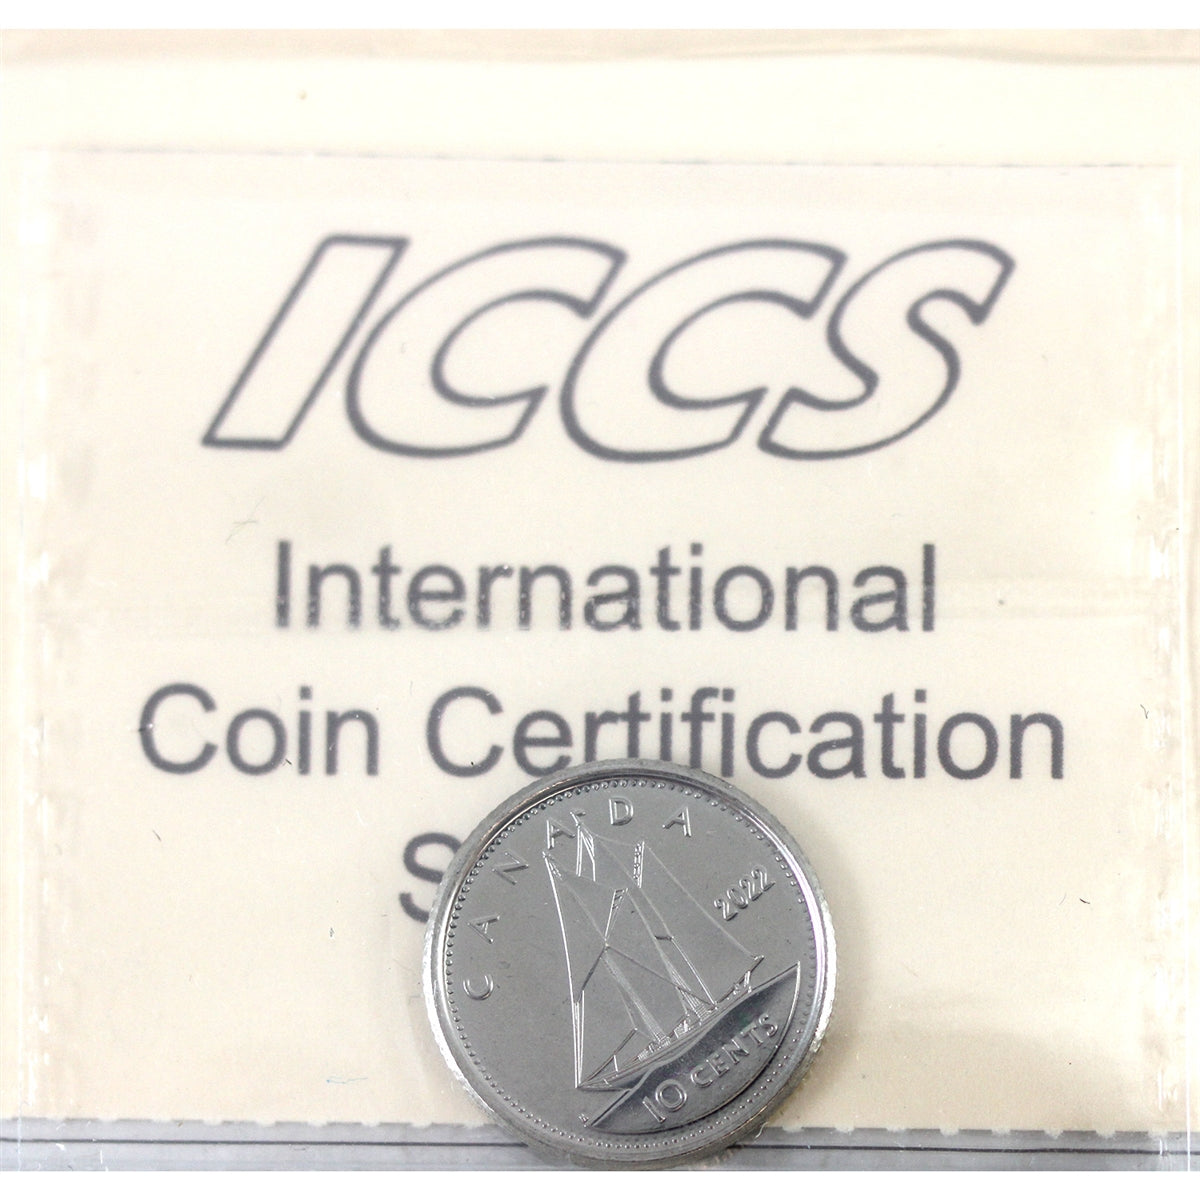 ICCS
International
Coin Certification
S
CANADA
2022
10 CENTS